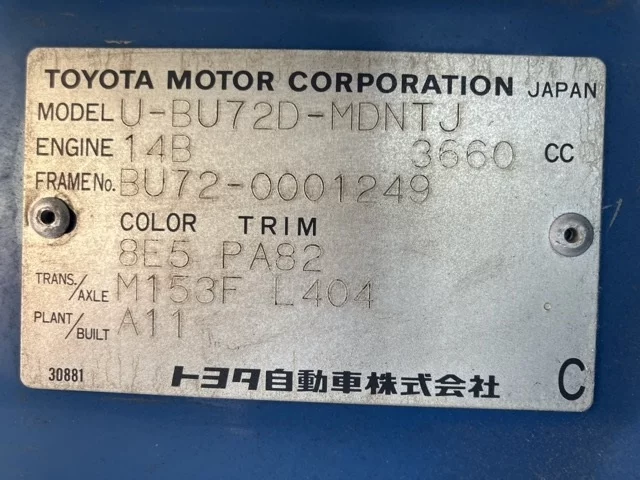 TOYOTA MOTOR CORPORATION JAPAN
MODEL U-BU72D-MDNTJ
ENGINE 14B 3660 CC
FRAME No. BU72-0001249
COLOR TRIM
8E5 PA82
TRANS./AXLE M153F L404
PLANT/BUILT A11
30881 トヨタ自動車株式会社 C